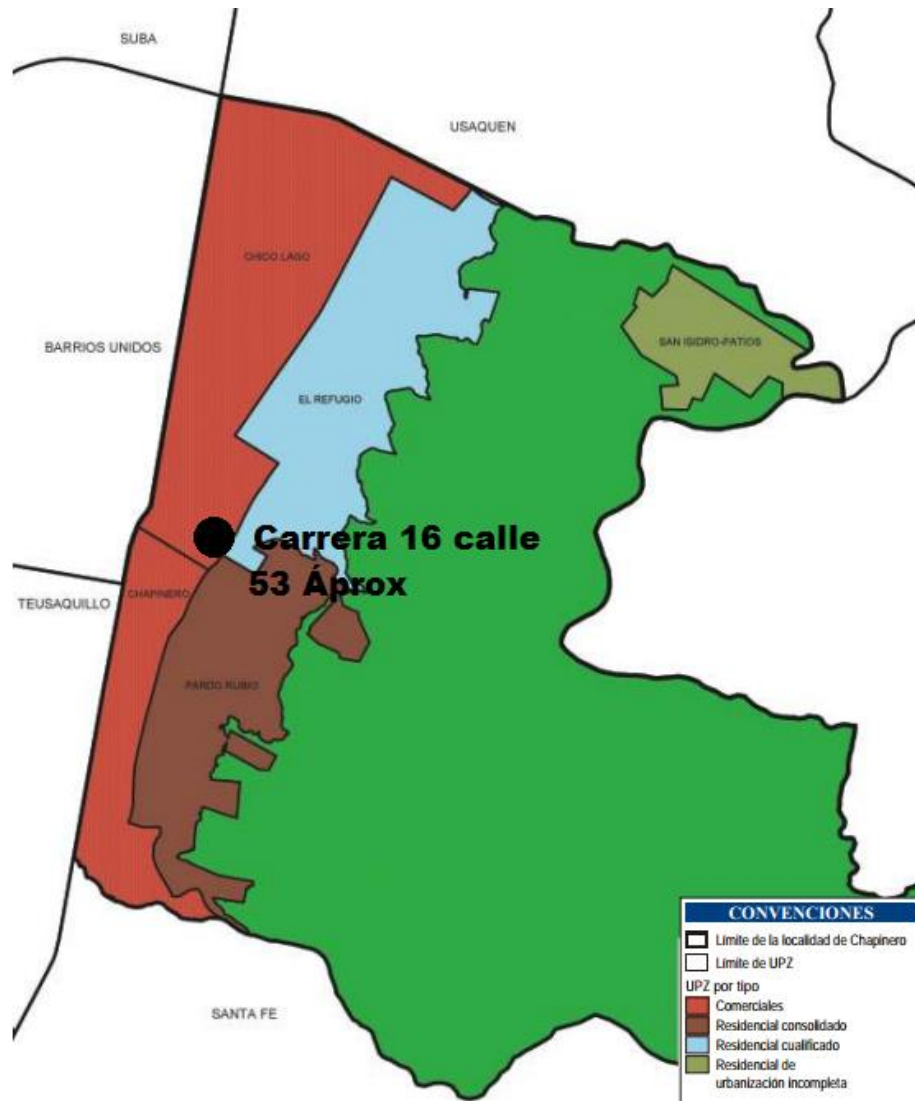 SUBA
USAQUEN
CHICO LAGO
BARRIOS UNIDOS
SAN ISIDRO-PATIOS
EL REFUGIO
Carrera 16 calle
53 Áprox
TEUSAQUILLO
CHAPINERO
PARDO RUBIO
SANTA FE
CONVENCIONES
Límite de la localidad de Chapinero
Límite de UPZ
UPZ por tipo
Comerciales
Residencial consolidado
Residencial cualificado
Residencial de
urbanización incompleta